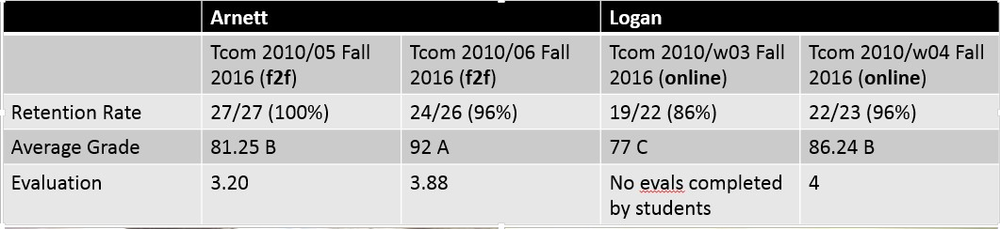 Arnett Logan
Tcom 2010/05 Fall 2016 (f2f) Tcom 2010/06 Fall 2016 (f2f) Tcom 2010/w03 Fall 2016 (online) Tcom 2010/w04 Fall 2016 (online)
Retention Rate 27/27 (100%) 24/26 (96%) 19/22 (86%) 22/23 (96%)
Average Grade 81.25 B 92 A 77 C 86.24 B
Evaluation 3.20 3.88 No evals completed by students 4